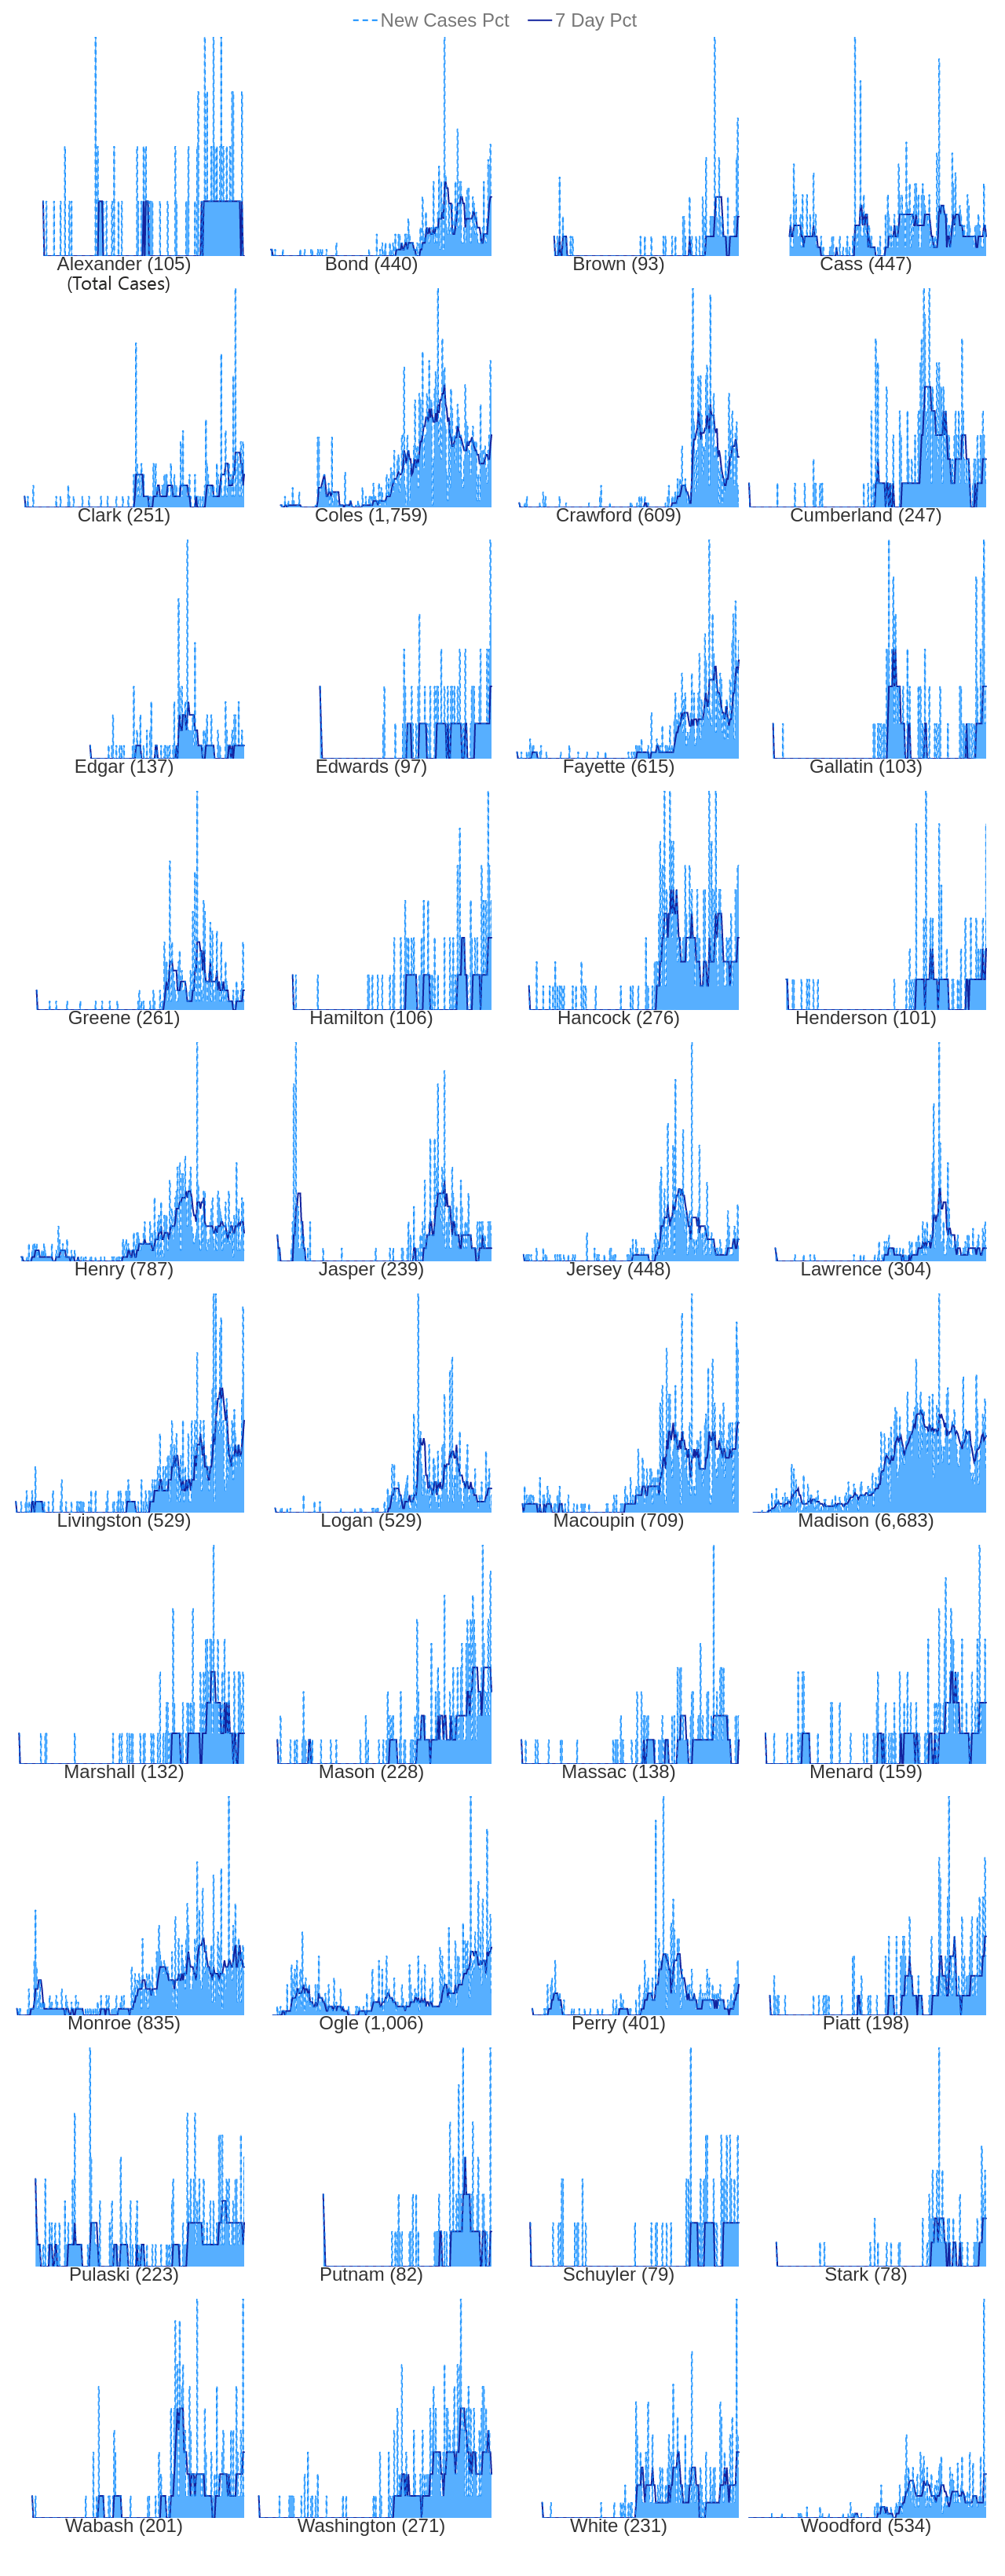 New Cases Pct 7 Day Pct
Alexander (105) Bond (440) Brown (93) Cass (447)
(Total Cases)
Clark (251) Coles (1,759) Crawford (609) Cumberland (247)
Edgar (137) Edwards (97) Fayette (615) Gallatin (103)
Greene (261) Hamilton (106) Hancock (276) Henderson (101)
Henry (787) Jasper (239) Jersey (448) Lawrence (304)
Livingston (529) Logan (529) Macoupin (709) Madison (6,683)
Marshall (132) Mason (228) Massac (138) Menard (159)
Monroe (835) Ogle (1,006) Perry (401) Piatt (198)
Pulaski (223) Putnam (82) Schuyler (79) Stark (78)
Wabash (201) Washington (271) White (231) Woodford (534)